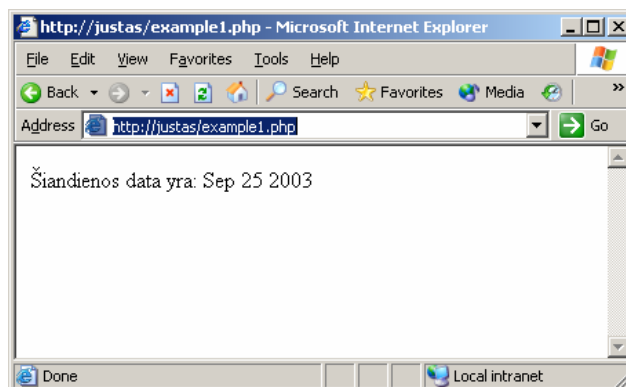 http://justas/example1.php - Microsoft Internet Explorer
File Edit View Favorites Tools Help
Back Search Favorites Media »
Address http://justas/example1.php Go
Šiandienos data yra: Sep 25 2003
Done Local intranet